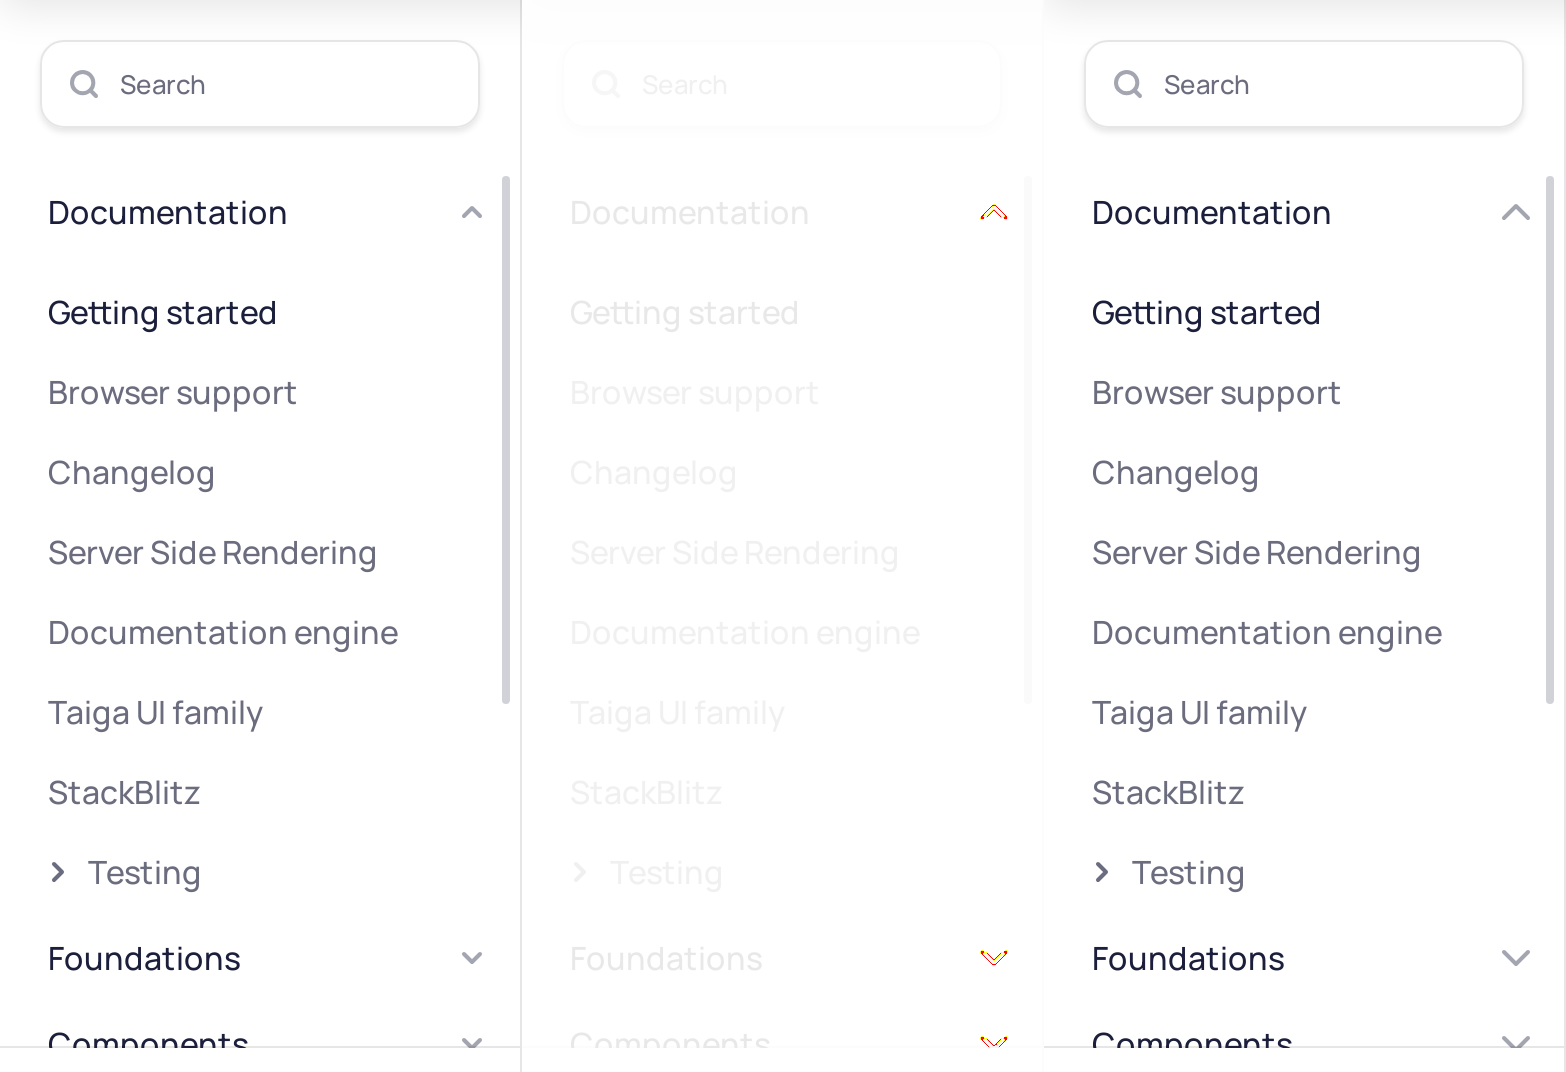 Search
Documentation
Getting started
Browser support
Changelog
Server Side Rendering
Documentation engine
Taiga UI family
StackBlitz
Testing
Foundations
Components
Search
Documentation
Getting started
Browser support
Changelog
Server Side Rendering
Documentation engine
Taiga UI family
StackBlitz
Testing
Foundations
Components
Search
Documentation
Getting started
Browser support
Changelog
Server Side Rendering
Documentation engine
Taiga UI family
StackBlitz
Testing
Foundations
Components